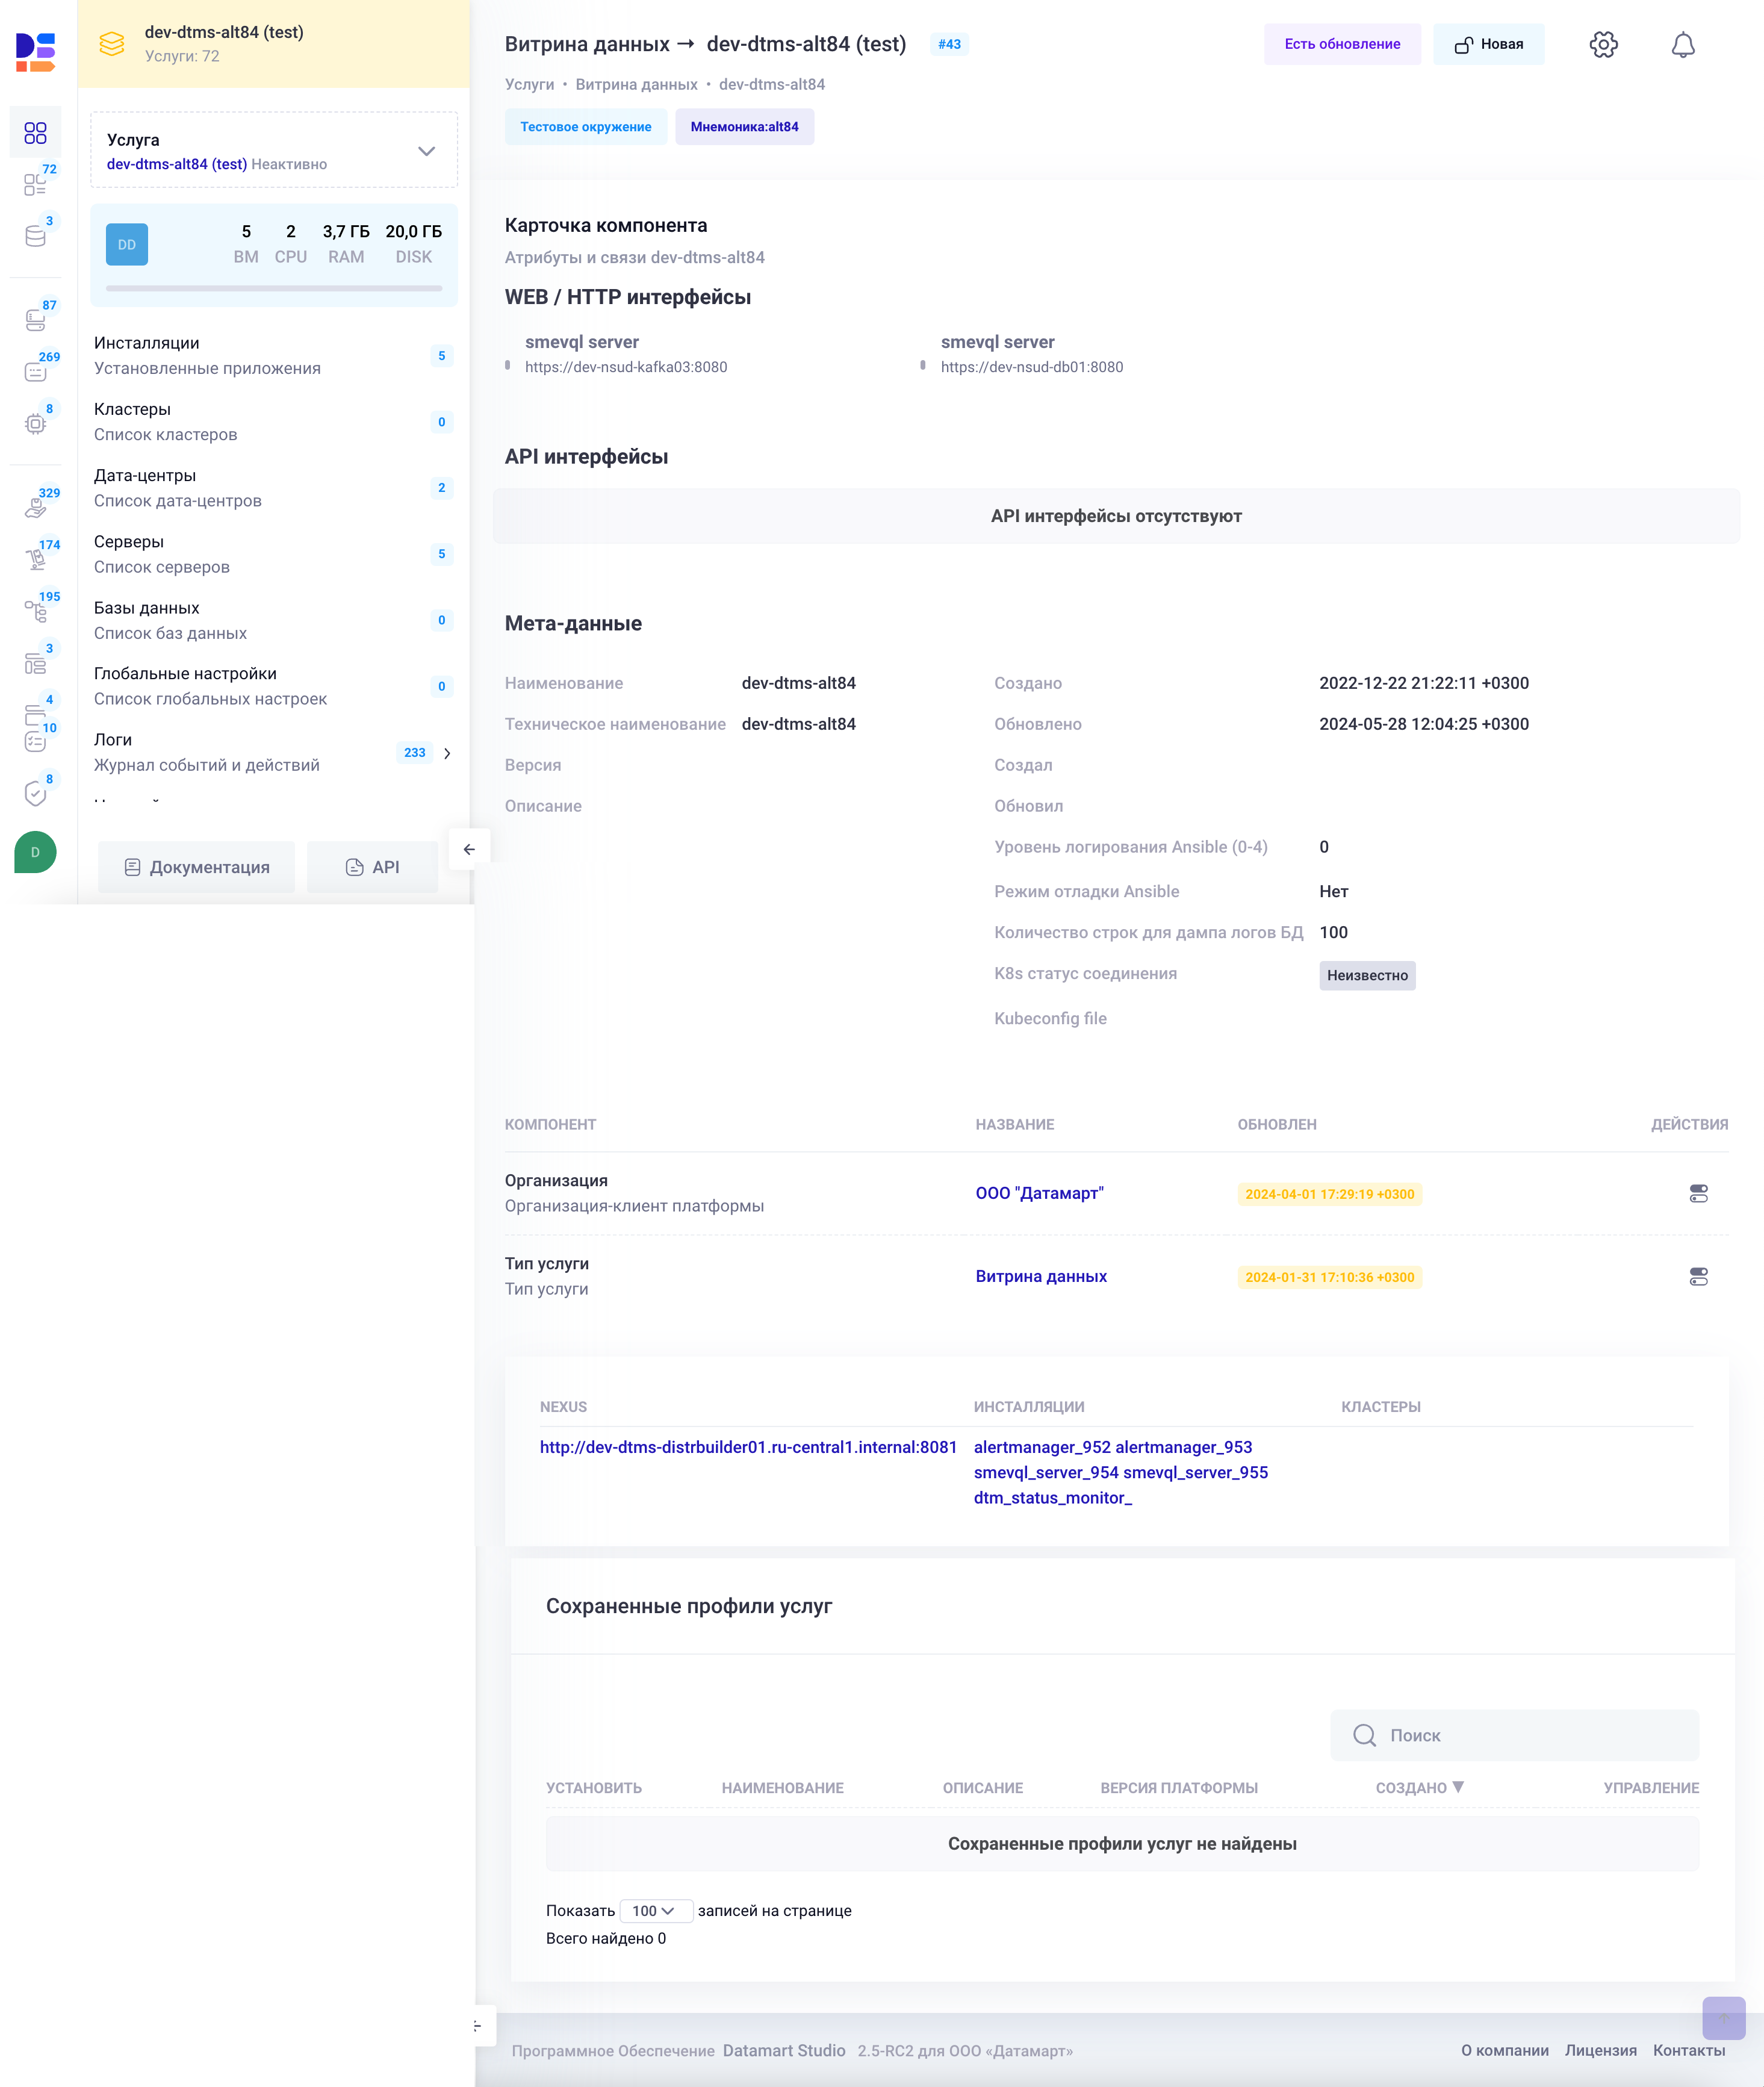 dev-dtms-alt84 (test)
Услуги: 72
Услуга
dev-dtms-alt84 (test) Неактивно
DD
5 2 3,7 ГБ 20,0 ГБ
ВМ CPU RAM DISK
Инсталляции
Установленные приложения
5
Кластеры
Список кластеров
0
Дата-центры
Список дата-центров
2
Серверы
Список серверов
5
Базы данных
Список баз данных
0
Глобальные настройки
Список глобальных настроек
0
Логи
Журнал событий и действий
233
Документация
API
72
3
87
269
8
329
174
195
3
4
10
8
D
Витрина данных → dev-dtms-alt84 (test) #43
Есть обновление
Новая
Услуги • Витрина данных • dev-dtms-alt84
Тестовое окружение
Мнемоника:alt84
Карточка компонента
Атрибуты и связи dev-dtms-alt84
WEB / HTTP интерфейсы
smevql server
https://dev-nsud-kafka03:8080
smevql server
https://dev-nsud-db01:8080
API интерфейсы
API интерфейсы отсутствуют
Мета-данные
Наименование dev-dtms-alt84
Техническое наименование dev-dtms-alt84
Версия
Описание
Создано 2022-12-22 21:22:11 +0300
Обновлено 2024-05-28 12:04:25 +0300
Создал
Обновил
Уровень логирования Ansible (0-4) 0
Режим отладки Ansible Нет
Количество строк для дампа логов БД 100
K8s статус соединения Неизвестно
Kubeconfig file
КОМПОНЕНТ НАЗВАНИЕ ОБНОВЛЕН ДЕЙСТВИЯ
Организация
Организация-клиент платформы
ООО "Датамарт"
2024-04-01 17:29:19 +0300
Тип услуги
Тип услуги
Витрина данных
2024-01-31 17:10:36 +0300
NEXUS ИНСТАЛЛЯЦИИ КЛАСТЕРЫ
http://dev-dtms-distrbuilder01.ru-central1.internal:8081
alertmanager_952 alertmanager_953
smevql_server_954 smevql_server_955
dtm_status_monitor_
Сохраненные профили услуг
Поиск
УСТАНОВИТЬ НАИМЕНОВАНИЕ ОПИСАНИЕ ВЕРСИЯ ПЛАТФОРМЫ СОЗДАНО ▼ УПРАВЛЕНИЕ
Сохраненные профили услуг не найдены
Показать 100 записей на странице
Всего найдено 0
Программное Обеспечение Datamart Studio 2.5-RC2 для ООО «Датамарт»
О компании Лицензия Контакты